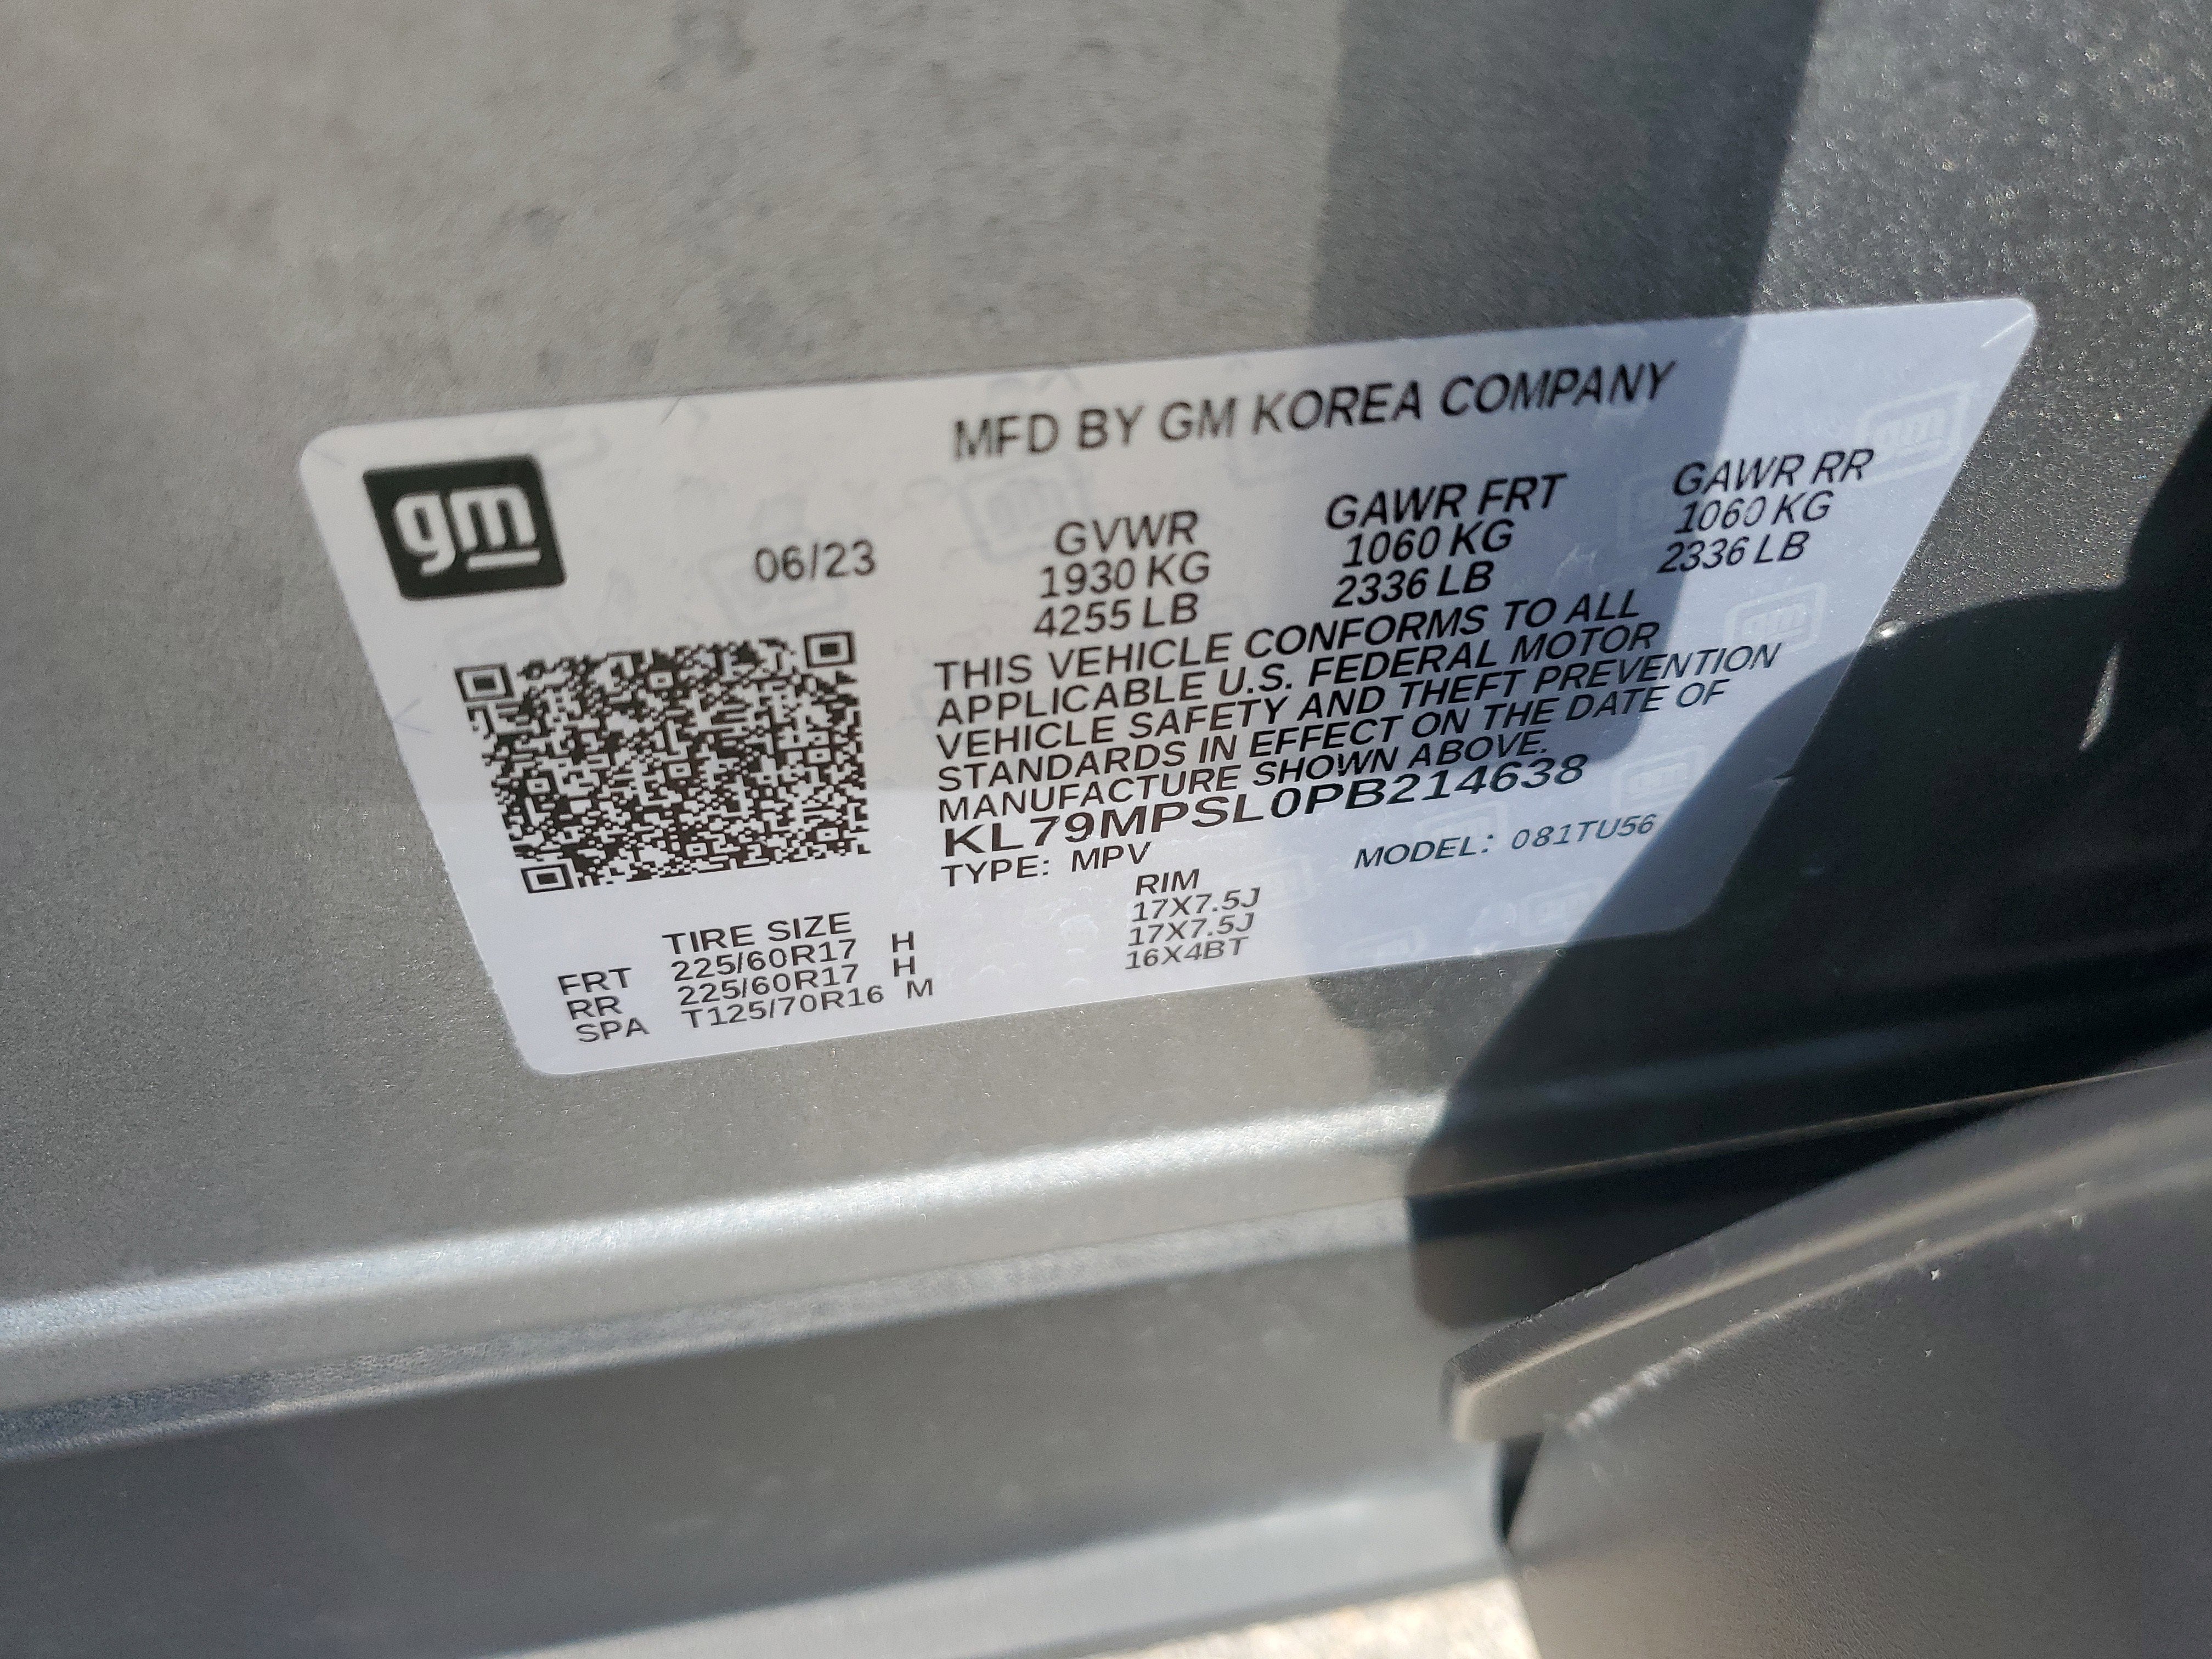 MFD BY GM KOREA COMPANY
gm
06/23
GVWR GAWR FRT GAWR RR
1930 KG 1060 KG 1060 KG
4255 LB 2336 LB 2336 LB
THIS VEHICLE CONFORMS TO ALL
APPLICABLE U.S. FEDERAL MOTOR
VEHICLE SAFETY AND THEFT PREVENTION
STANDARDS IN EFFECT ON THE DATE OF
MANUFACTURE SHOWN ABOVE.
KL79MPSL0PB214638
TYPE: MPV MODEL: 081TU56
TIRE SIZE RIM
FRT 225/60R17 H 17X7.5J
RR 225/60R17 H 17X7.5J
SPA T125/70R16 M 16X4BT